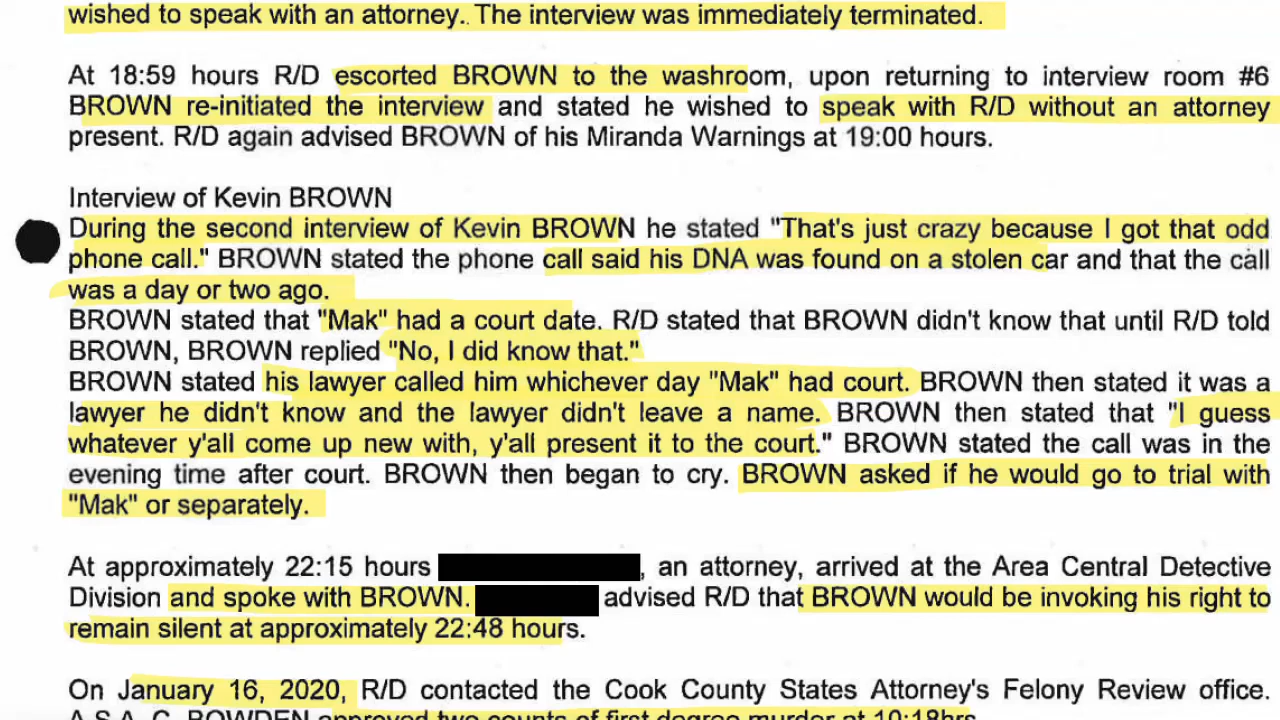 wished to speak with an attorney.. The interview was immediately terminated.
At 18:59 hours R/D escorted BROWN to the washroom, upon returning to interview room #6
BROWN re-initiated the interview and stated he wished to speak with R/D without an attorney
present. R/D again advised BROWN of his Miranda Warnings at 19:00 hours.
Interview of Kevin BROWN
During the second interview of Kevin BROWN he stated "That's just crazy because I got that odd
phone call." BROWN stated the phone call said his DNA was found on a stolen car and that the call
was a day or two ago.
BROWN stated that "Mak" had a court date. R/D stated that BROWN didn't know that until R/D told
BROWN, BROWN replied "No, I did know that."
BROWN stated his lawyer called him whichever day "Mak" had court. BROWN then stated it was a
lawyer he didn't know and the lawyer didn't leave a name. BROWN then stated that "I guess
whatever y'all come up new with, y'all present it to the court." BROWN stated the call was in the
evening time after court. BROWN then began to cry. BROWN asked if he would go to trial with
"Mak" or separately.
At approximately 22:15 hours , an attorney, arrived at the Area Central Detective
Division and spoke with BROWN. advised R/D that BROWN would be invoking his right to
remain silent at approximately 22:48 hours.
On January 16, 2020, R/D contacted the Cook County States Attorney's Felony Review office.
A.S.A. C. BOWDEN approved two counts of first degree murder at 10:18hrs